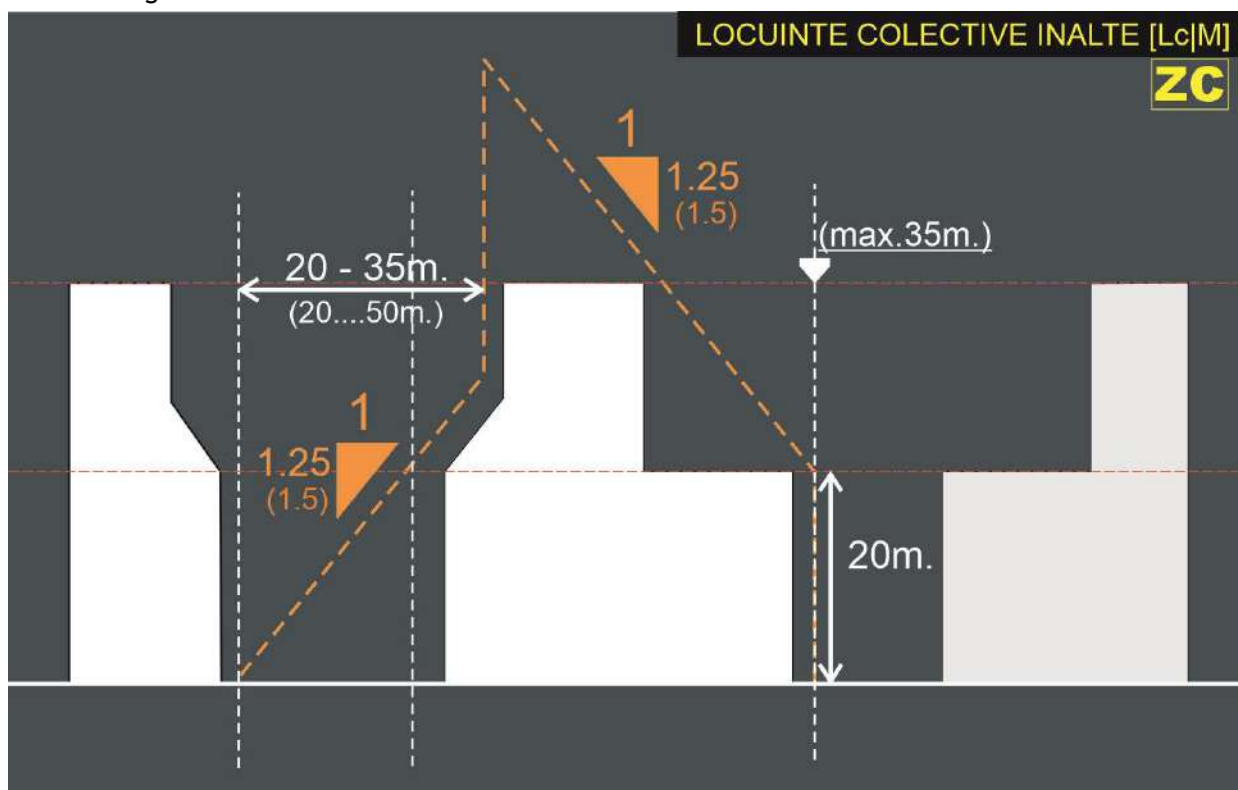 LOCUINTE COLECTIVE INALTE [Lc|M]
ZC
1
1.25
(1.5)
(max.35m.)
20 - 35m.
(20....50m.)
1
1.25
(1.5)
20m.